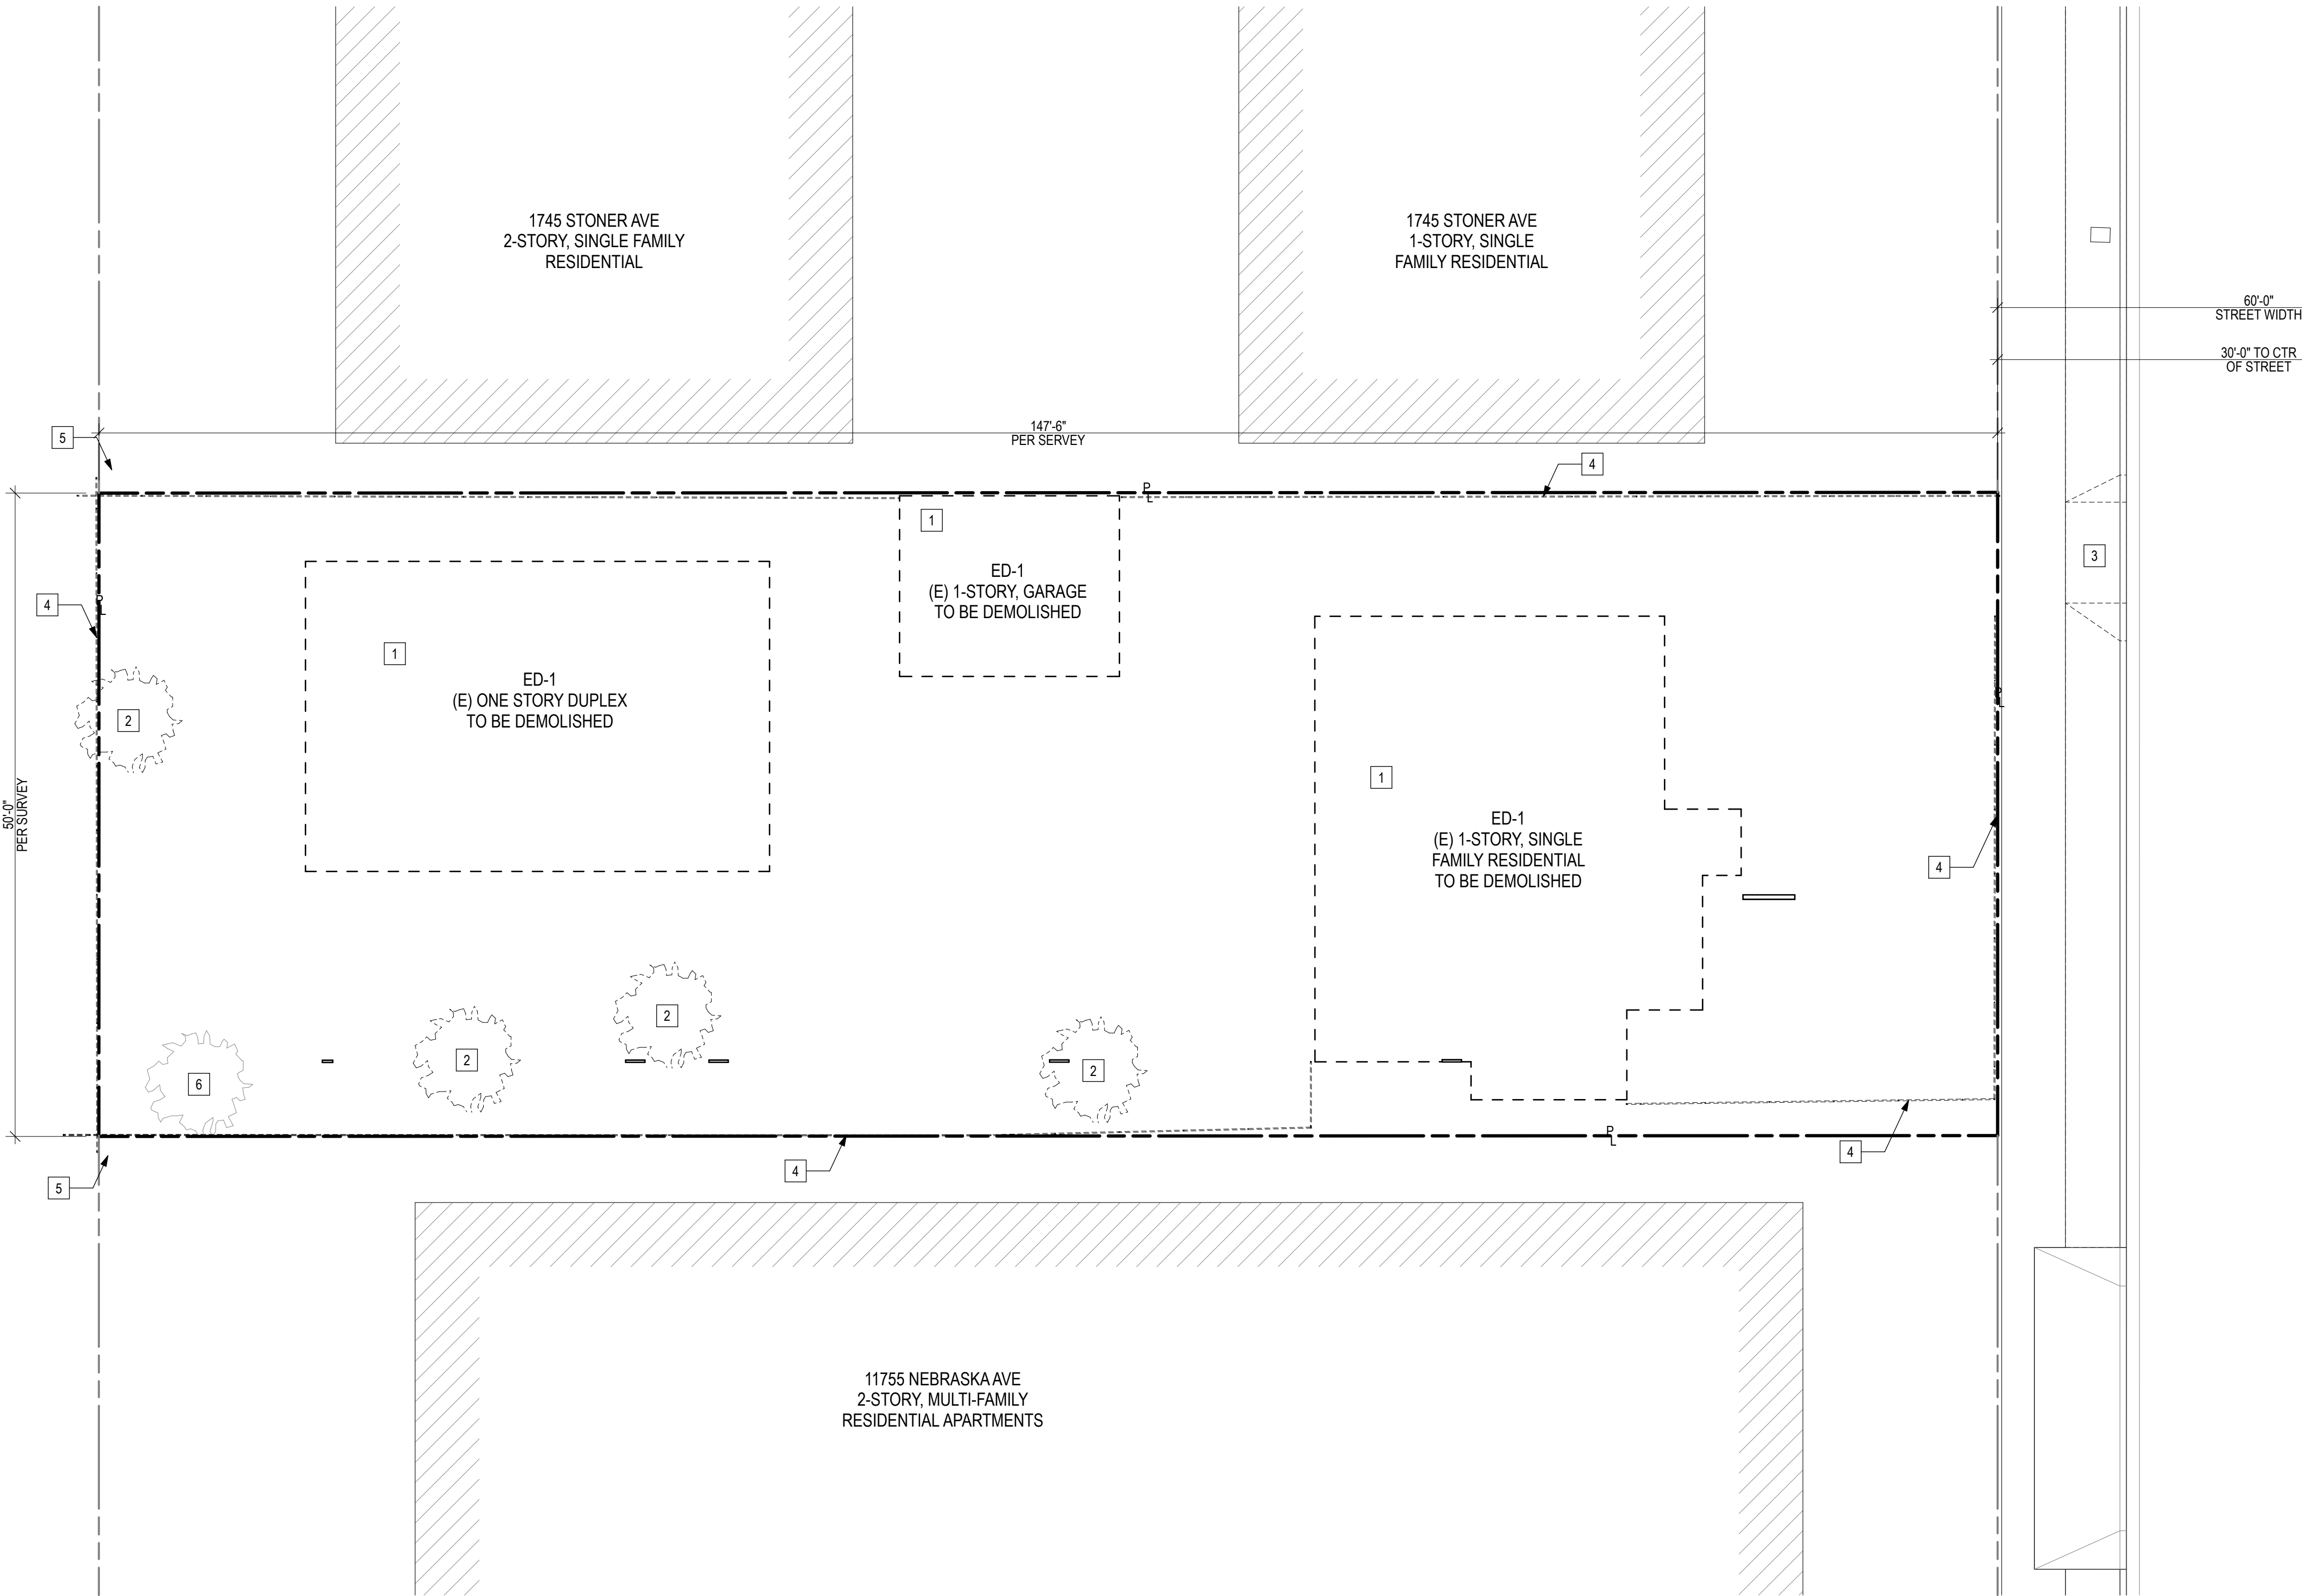 1745 STONER AVE
2-STORY, SINGLE FAMILY
RESIDENTIAL
1745 STONER AVE
1-STORY, SINGLE
FAMILY RESIDENTIAL
60'-0"
STREET WIDTH
30'-0" TO CTR
OF STREET
147'-6"
PER SERVEY
5
4
P
L
1
ED-1
(E) 1-STORY, GARAGE
TO BE DEMOLISHED
3
4
P
L
1
ED-1
(E) ONE STORY DUPLEX
TO BE DEMOLISHED
2
P
L
1
50'-0"
PER SURVEY
ED-1
(E) 1-STORY, SINGLE
FAMILY RESIDENTIAL
TO BE DEMOLISHED
4
2
2
2
6
P
L
4
4
5
11755 NEBRASKA AVE
2-STORY, MULTI-FAMILY
RESIDENTIAL APARTMENTS